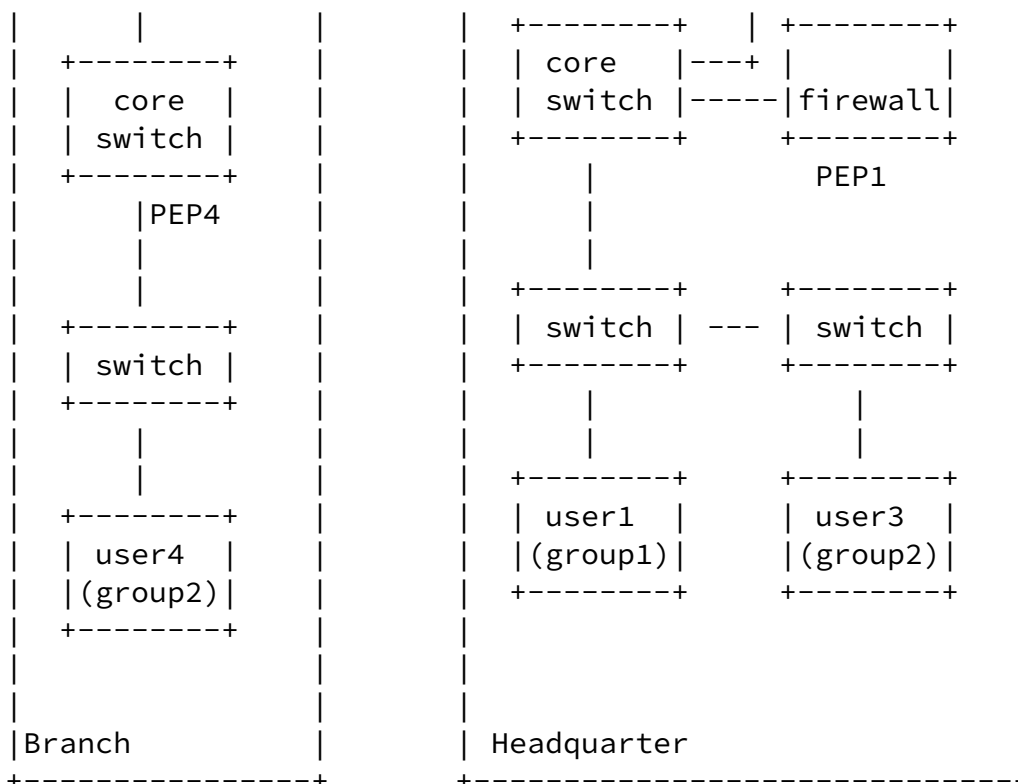 |       |          |         |  +--------+   | +--------+
|  +--------+      |         |  | core   |---+ |        |
|  |  core  |      |         |  | switch |-----|firewall|
|  | switch |      |         |  +--------+     +--------+
|  +--------+      |         |      |            PEP1
|       |PEP4      |         |      |
|       |          |         |      |
|       |          |         |  +--------+     +--------+
|  +--------+      |         |  | switch | --- | switch |
|  | switch |      |         |  +--------+     +--------+
|  +--------+      |         |      |               |
|       |          |         |      |               |
|       |          |         |  +--------+     +--------+
|  +--------+      |         |  | user1  |     | user3  |
|  | user4  |      |         |  |(group1)|     |(group2)|
|  |(group2)|      |         |  +--------+     +--------+
|  +--------+      |         |
|                  |         |
|                  |         |
|Branch            |         | Headquarter
+------------------+         +------------------------------